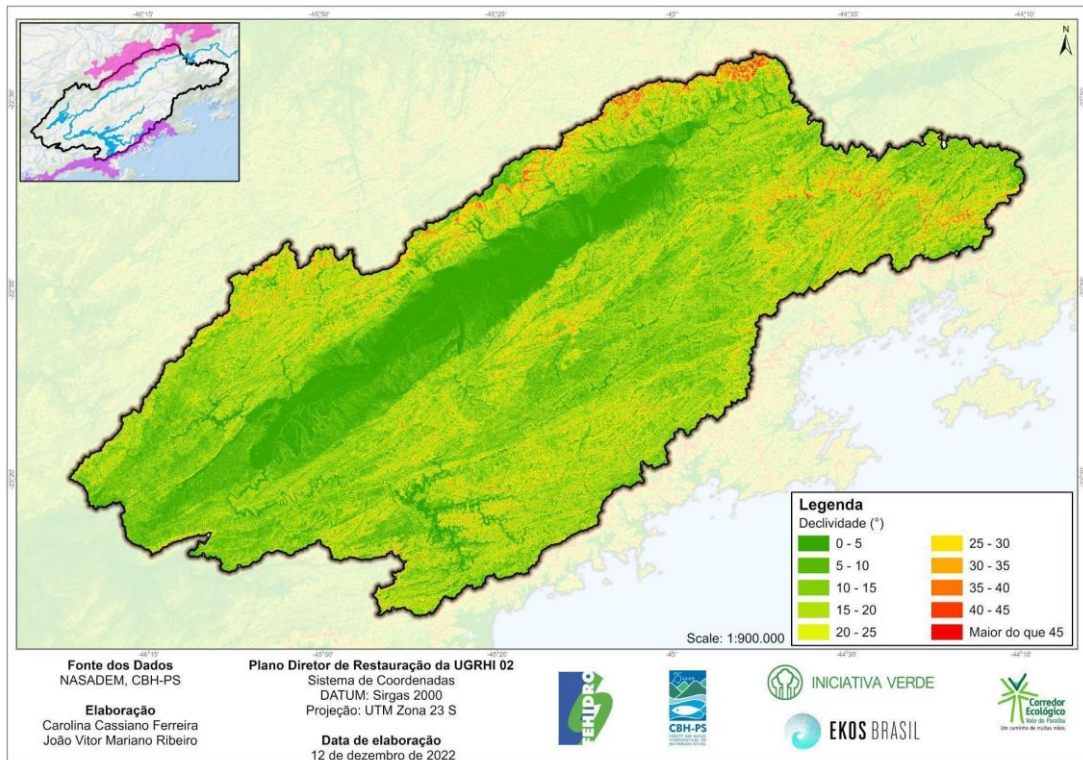 -46°15'
-45°50'
-45°25'
-45°
-44°35'
-44°10'
N
Legenda
Declividade (°)
0 - 5
5 - 10
10 - 15
15 - 20
20 - 25
25 - 30
30 - 35
35 - 40
40 - 45
Maior do que 45
Scale: 1:900.000
-46°15'
-45°50'
-45°25'
-45°
-44°35'
-44°10'
Fonte dos Dados
NASADEM, CBH-PS
Elaboração
Carolina Cassiano Ferreira
João Vitor Mariano Ribeiro
Plano Diretor de Restauração da UGRHI 02
Sistema de Coordenadas
DATUM: Sirgas 2000
Projeção: UTM Zona 23 S
Data de elaboração
12 de dezembro de 2022
FEHIDRO
CBH-PS
INICIATIVA VERDE
EKOS BRASIL
Corredor
Ecológico
Vale do Paraíba
Um caminho de muitas mãos.